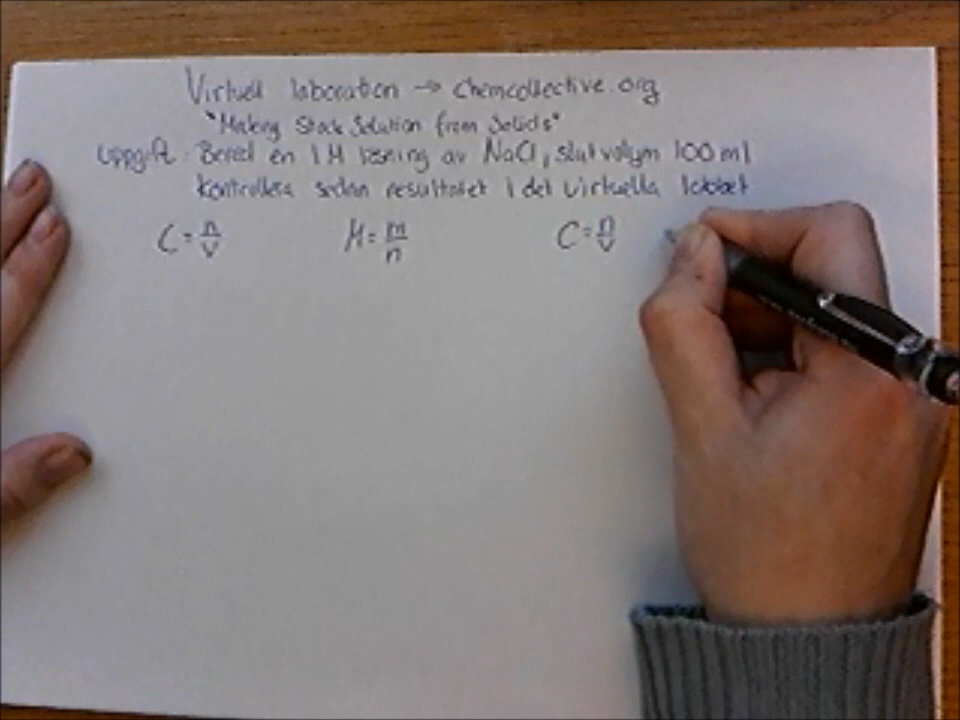 Virtuell laboration → chemcollective.org
"Making Stock Solution from Solids"
Uppgift: Bered en 1 M lösning av NaCl, slutvolym 100 ml
Kontrollera sedan resultatet i det virtuella labbet
C = n/v M = m/n C = n/v